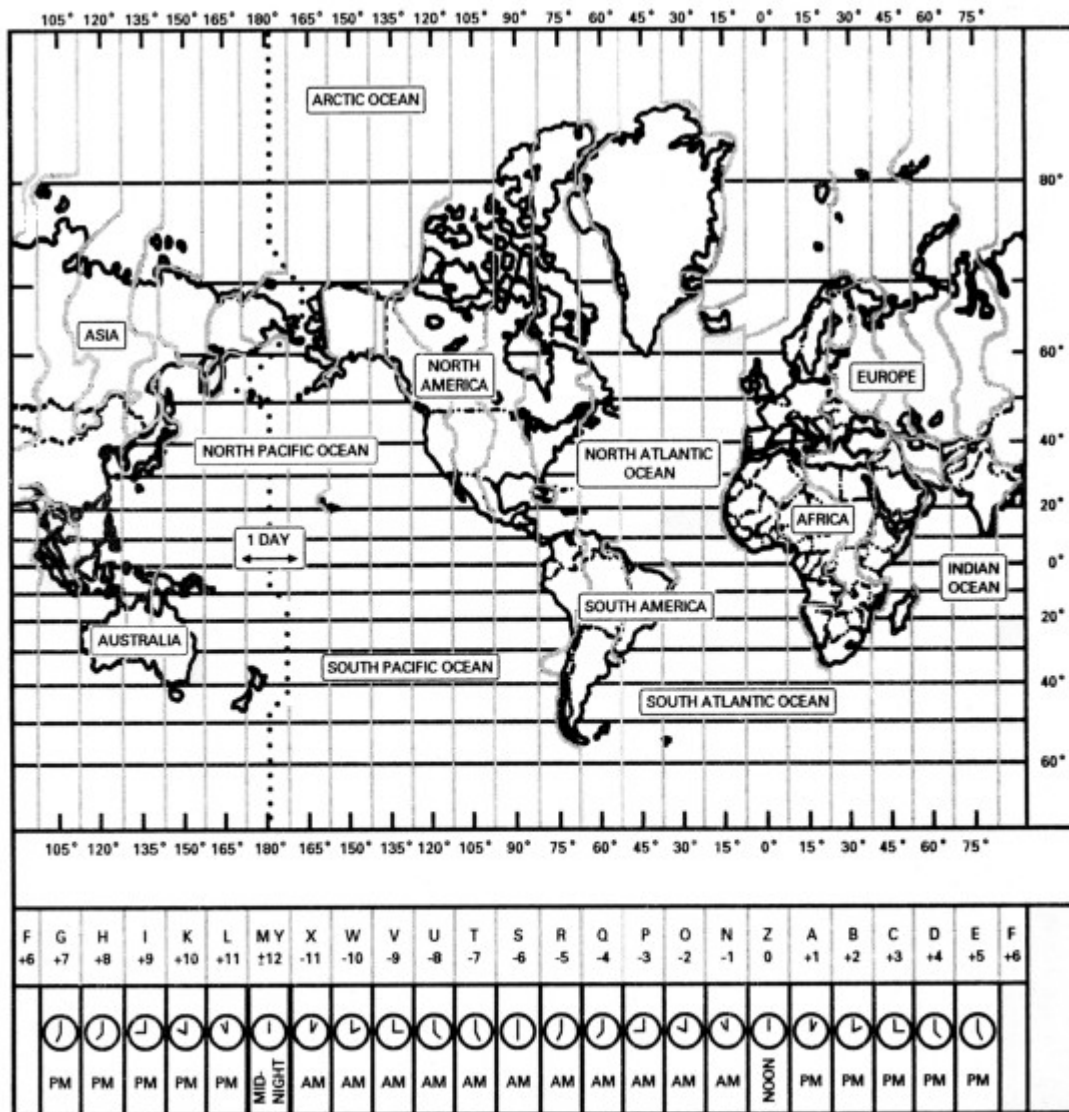 105° 120° 135° 150° 165° 180° 165° 150° 135° 120° 105° 90° 75° 60° 45° 30° 15° 0° 15° 30° 45° 60° 75°
ARCTIC OCEAN
80°
ASIA
NORTH
AMERICA
EUROPE
60°
NORTH PACIFIC OCEAN
NORTH ATLANTIC
OCEAN
40°
20°
AFRICA
1 DAY
0°
INDIAN
OCEAN
SOUTH AMERICA
20°
AUSTRALIA
SOUTH PACIFIC OCEAN
40°
SOUTH ATLANTIC OCEAN
60°
105° 120° 135° 150° 165° 180° 165° 150° 135° 120° 105° 90° 75° 60° 45° 30° 15° 0° 15° 30° 45° 60° 75°
F G H I K L M Y X W V U T S R Q P O N Z A B C D E F
+6 +7 +8 +9 +10 +11 ±12 -11 -10 -9 -8 -7 -6 -5 -4 -3 -2 -1 0 +1 +2 +3 +4 +5 +6
PM PM PM PM PM MID-NIGHT AM AM AM AM AM AM AM AM AM AM AM NOON PM PM PM PM PM